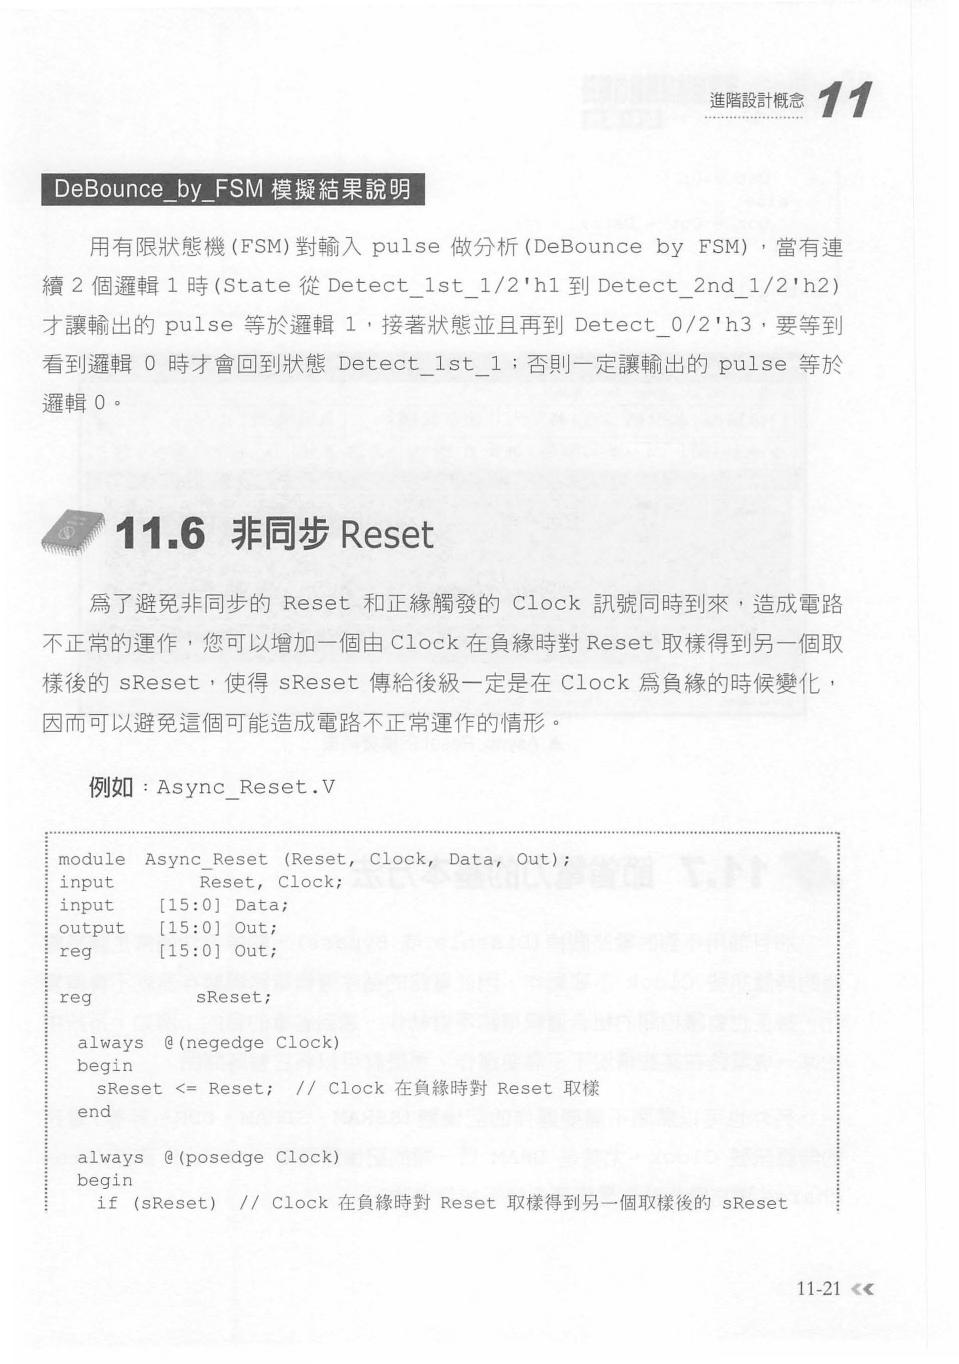 進階設計概念 11
DeBounce_by_FSM 模擬結果說明
用有限狀態機(FSM)對輸入 pulse 做分析(DeBounce by FSM),當有連
續 2 個邏輯 1 時(State 從 Detect_1st_1/2'h1 到 Detect_2nd_1/2'h2)
才讓輸出的 pulse 等於邏輯 1,接著狀態並且再到 Detect_0/2'h3,要等到
看到邏輯 0 時才會回到狀態 Detect_1st_1;否則一定讓輸出的 pulse 等於
邏輯 0。
11.6 非同步 Reset
為了避免非同步的 Reset 和正緣觸發的 Clock 訊號同時到來,造成電路
不正常的運作,您可以增加一個由 Clock 在負緣時對 Reset 取樣得到另一個取
樣後的 sReset,使得 sReset 傳給後級一定是在 Clock 為負緣的時候變化,
因而可以避免這個可能造成電路不正常運作的情形。
例如:Async_Reset.V
module Async_Reset (Reset, Clock, Data, Out);
input Reset, Clock;
input [15:0] Data;
output [15:0] Out;
reg [15:0] Out;
reg sReset;
always @(negedge Clock)
begin
sReset <= Reset; // Clock 在負緣時對 Reset 取樣
end
always @(posedge Clock)
begin
if (sReset) // Clock 在負緣時對 Reset 取樣得到另一個取樣後的 sReset
11-21